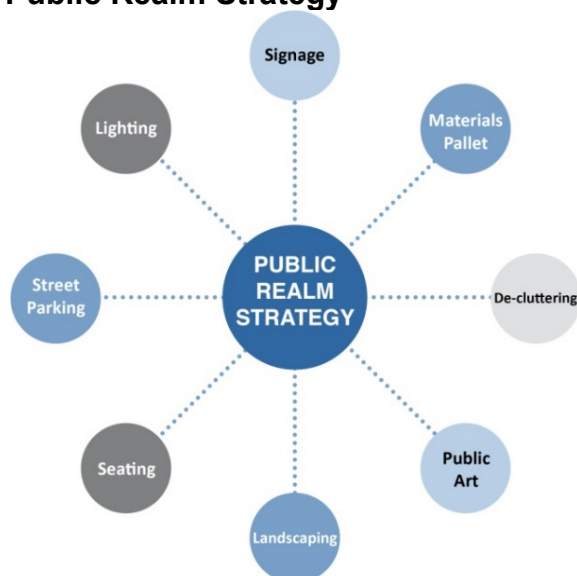 Public Realm Strategy
Signage
Lighting
Materials
Pallet
Street
Parking
PUBLIC
REALM
STRATEGY
De-cluttering
Seating
Public
Art
Landscaping